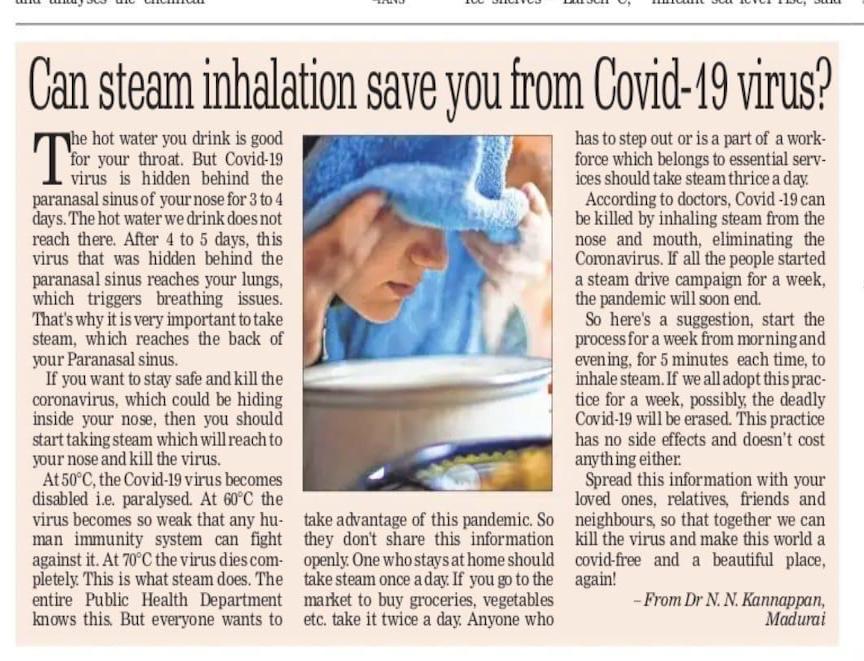 and analyses the chemical
—IANS
ice shelves — Larsen C,
nificant sea level rise, said
Can steam inhalation save you from Covid-19 virus?
The hot water you drink is good
for your throat. But Covid-19
virus is hidden behind the
paranasal sinus of your nose for 3 to 4
days. The hot water we drink does not
reach there. After 4 to 5 days, this
virus that was hidden behind the
paranasal sinus reaches your lungs,
which triggers breathing issues.
That's why it is very important to take
steam, which reaches the back of
your Paranasal sinus.
If you want to stay safe and kill the
coronavirus, which could be hiding
inside your nose, then you should
start taking steam which will reach to
your nose and kill the virus.
At 50°C, the Covid-19 virus becomes
disabled i.e. paralysed. At 60°C the
virus becomes so weak that any hu-
man immunity system can fight
against it. At 70°C the virus dies com-
pletely. This is what steam does. The
entire Public Health Department
knows this. But everyone wants to
take advantage of this pandemic. So
they don't share this information
openly. One who stays at home should
take steam once a day. If you go to the
market to buy groceries, vegetables
etc. take it twice a day. Anyone who
has to step out or is a part of a work-
force which belongs to essential serv-
ices should take steam thrice a day.
According to doctors, Covid -19 can
be killed by inhaling steam from the
nose and mouth, eliminating the
Coronavirus. If all the people started
a steam drive campaign for a week,
the pandemic will soon end.
So here's a suggestion, start the
process for a week from morning and
evening, for 5 minutes each time, to
inhale steam. If we all adopt this prac-
tice for a week, possibly, the deadly
Covid-19 will be erased. This practice
has no side effects and doesn't cost
anything either.
Spread this information with your
loved ones, relatives, friends and
neighbours, so that together we can
kill the virus and make this world a
covid-free and a beautiful place,
again!
– From Dr N. N. Kannappan,
Madurai